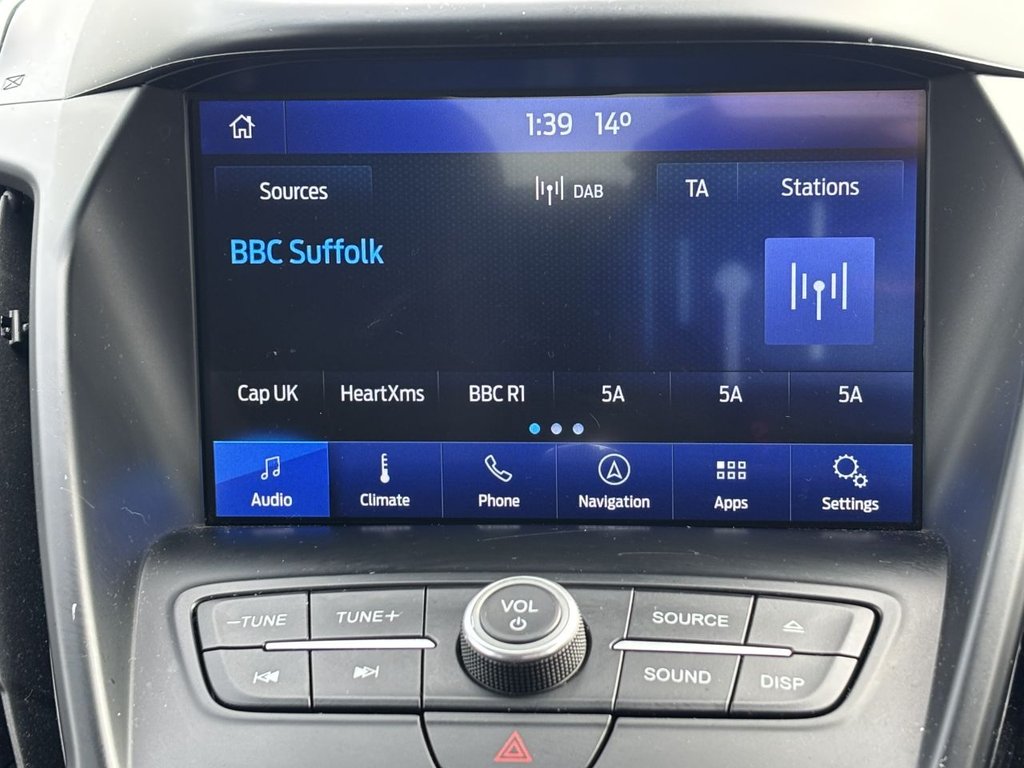 1:39 14º
Sources DAB TA Stations
BBC Suffolk
Cap UK HeartXms BBC R1 5A 5A 5A
Audio Climate Phone Navigation Apps Settings
–TUNE TUNE+ VOL SOURCE
SOUND DISP